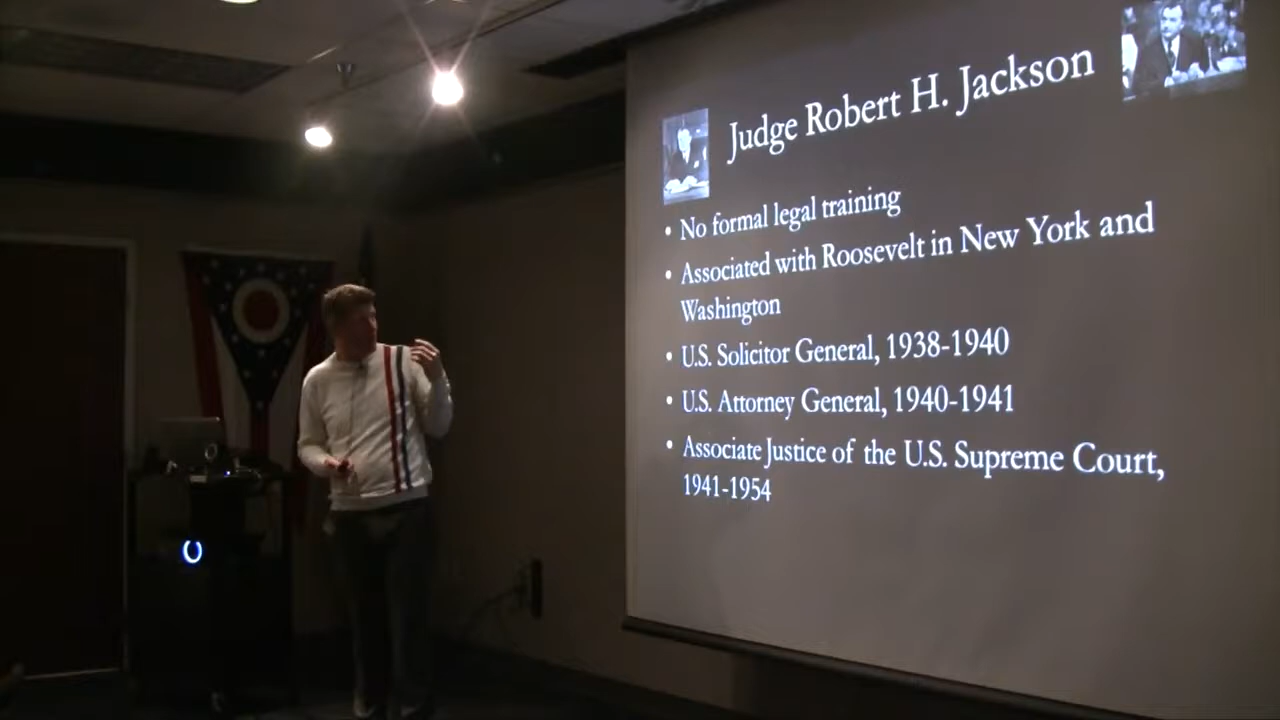 Judge Robert H. Jackson
• No formal legal training
• Associated with Roosevelt in New York and
Washington
• U.S. Solicitor General, 1938-1940
• U.S. Attorney General, 1940-1941
• Associate Justice of the U.S. Supreme Court,
1941-1954